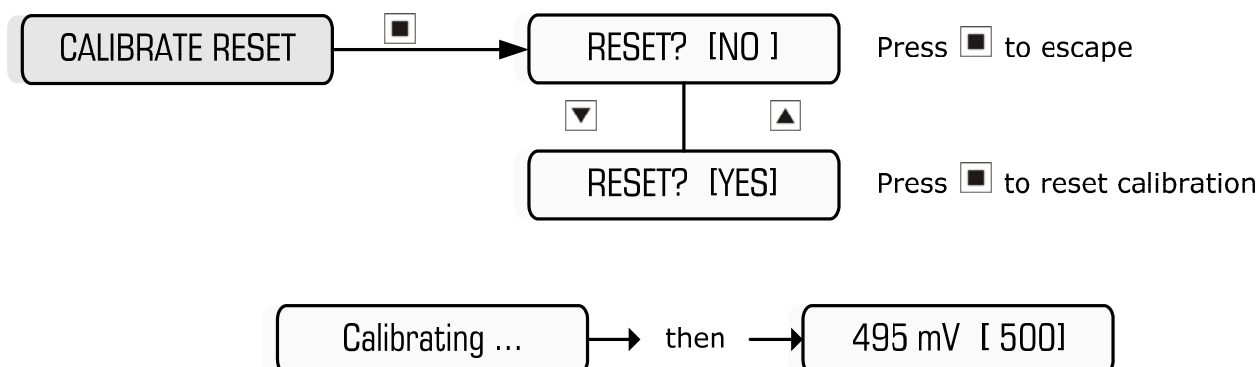 CALIBRATE RESET
RESET? [NO ]
Press to escape
RESET? [YES]
Press to reset calibration
Calibrating ...
then
495 mV [ 500]